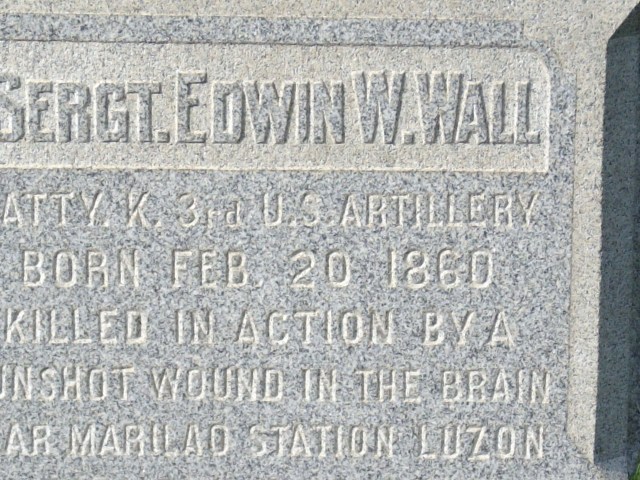 SERGT. EDWIN W. WALL
ATTY. K. 3rd U.S. ARTILLERY
BORN FEB. 20 1860
KILLED IN ACTION BY A
UNSHOT WOUND IN THE BRAIN
AR MARILAO STATION LUZON